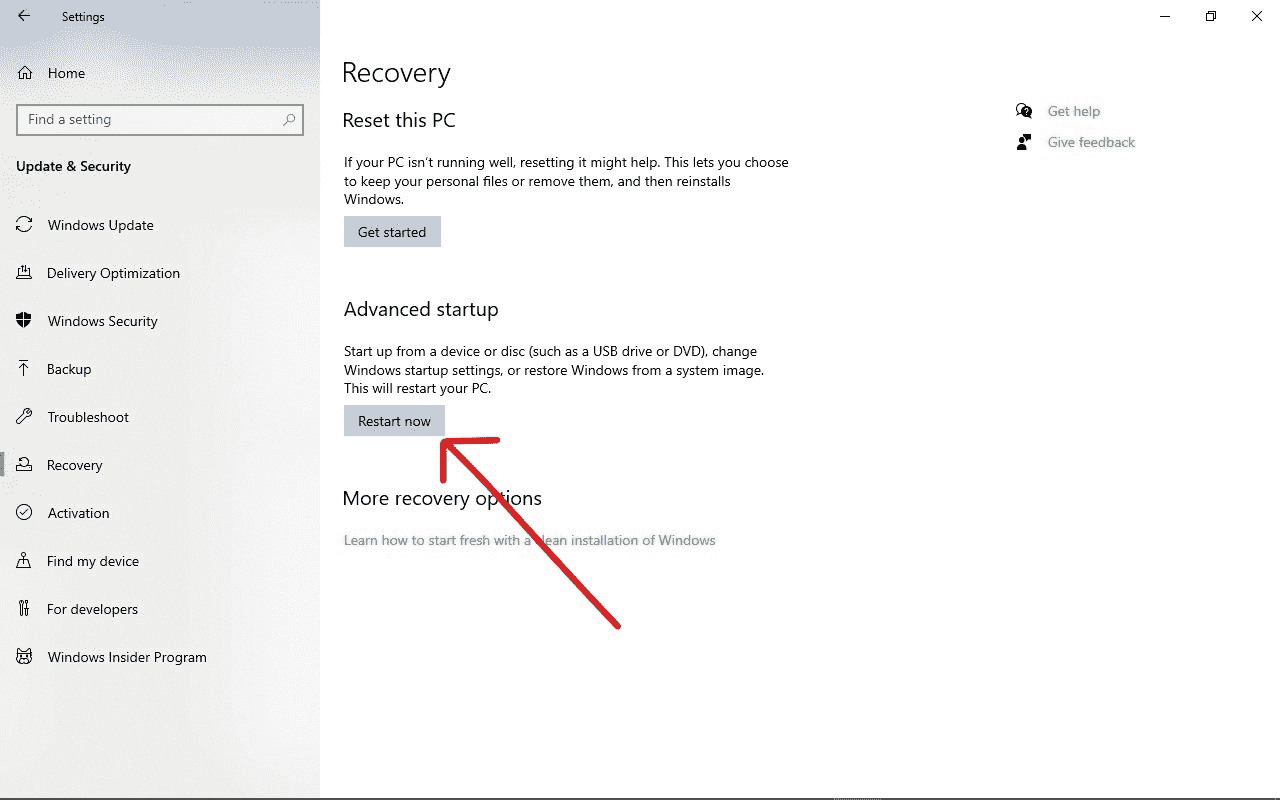 Settings
Home
Find a setting
Update & Security
Windows Update
Delivery Optimization
Windows Security
Backup
Troubleshoot
Recovery
Activation
Find my device
For developers
Windows Insider Program
Recovery
Reset this PC
If your PC isn't running well, resetting it might help. This lets you choose
to keep your personal files or remove them, and then reinstalls
Windows.
Get started
Advanced startup
Start up from a device or disc (such as a USB drive or DVD), change
Windows startup settings, or restore Windows from a system image.
This will restart your PC.
Restart now
More recovery options
Learn how to start fresh with a clean installation of Windows
Get help
Give feedback